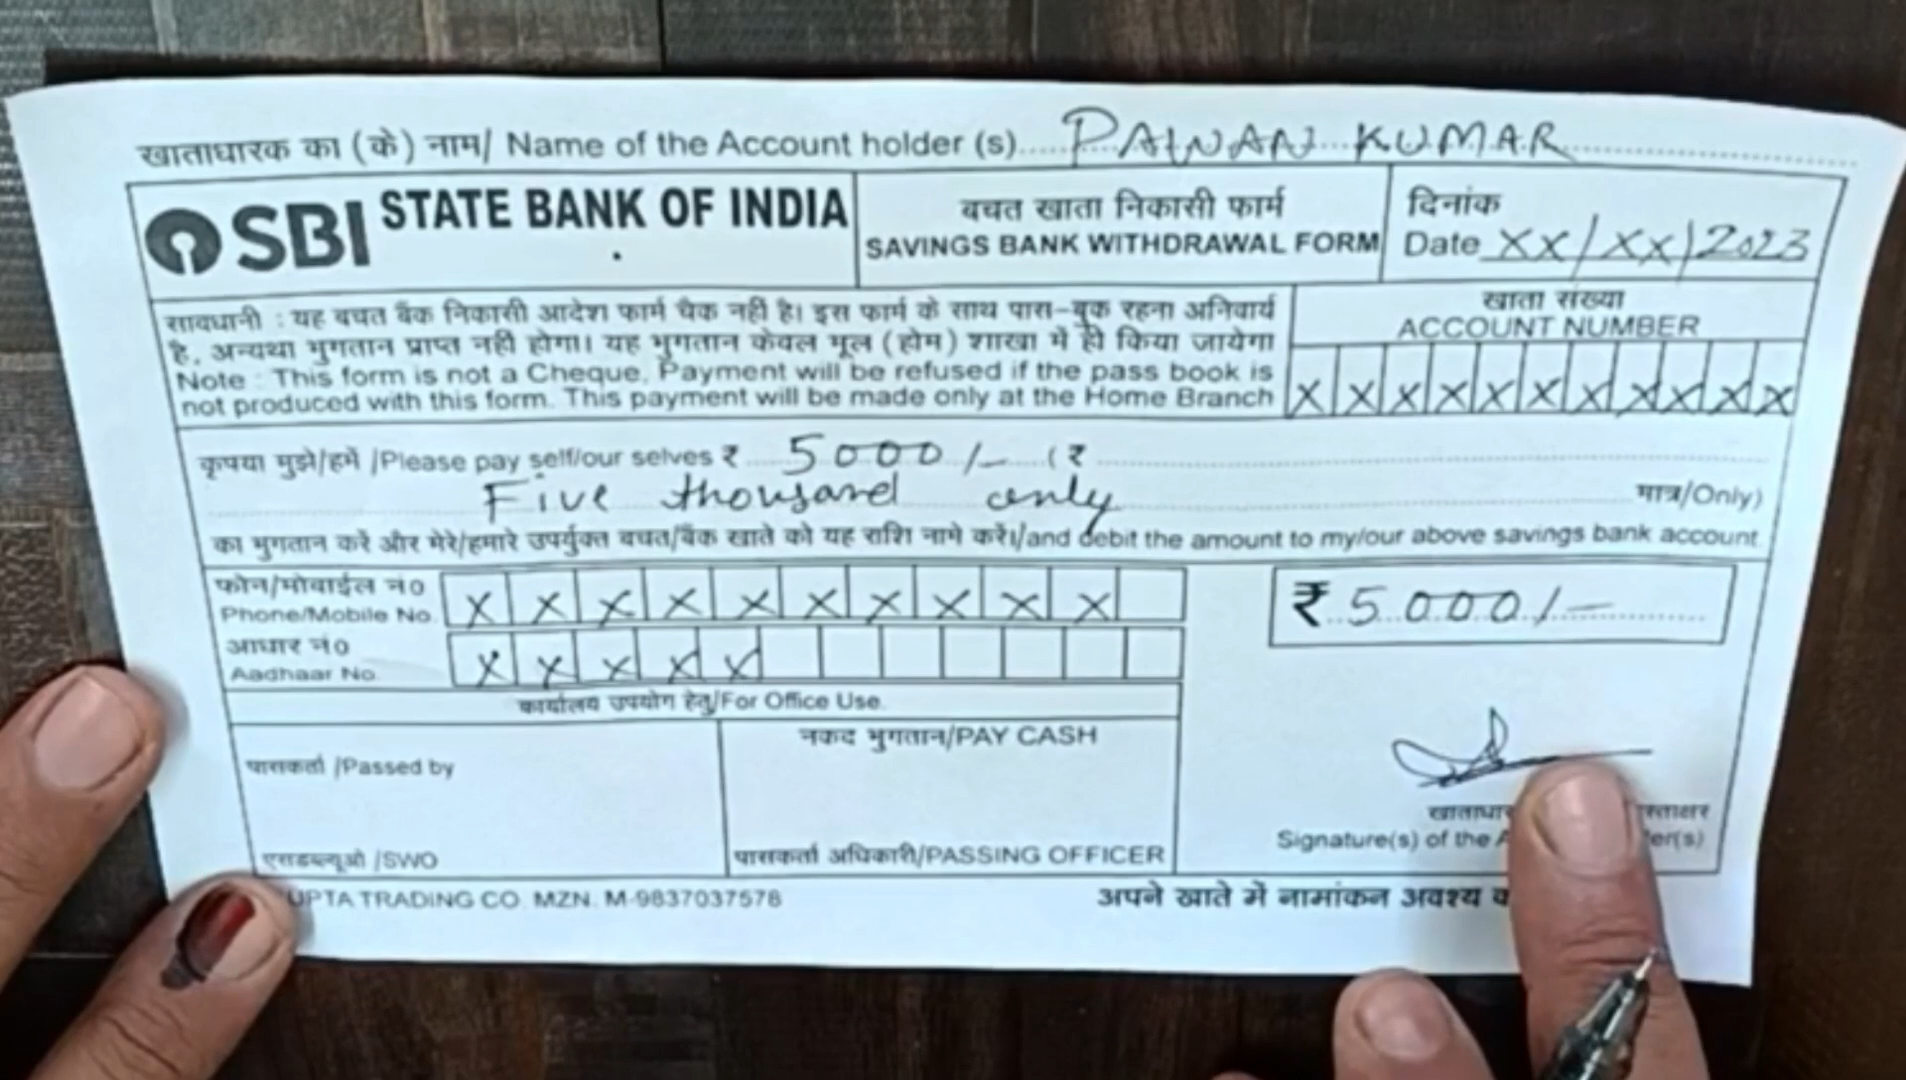 खाताधारक का (के) नाम/ Name of the Account holder (s)..... PAWAN KUMAR
SBI STATE BANK OF INDIA
बचत खाता निकासी फार्म
SAVINGS BANK WITHDRAWAL FORM
दिनांक
Date XX/XX/2023
सावधानी : यह बचत बैंक निकासी आदेश फार्म चैक नहीं है। इस फार्म के साथ पास-बुक रहना अनिवार्य
है, अन्यथा भुगतान प्राप्त नहीं होगा। यह भुगतान केवल मूल (होम) शाखा में ही किया जायेगा
Note : This form is not a Cheque. Payment will be refused if the pass book is
not produced with this form. This payment will be made only at the Home Branch
खाता संख्या
ACCOUNT NUMBER
X X X X X X X X X X X
कृपया मुझे/हमें /Please pay self/our selves ₹ 5000/- (₹
Five thousand only मात्र/Only)
का भुगतान करें और मेरे/हमारे उपर्युक्त बचत/बैंक खाते को यह राशि नामे करें।/and debit the amount to my/our above savings bank account
फोन/मोबाईल नं0
Phone/Mobile No. X X X X X X X X X X
आधार नं0
Aadhaar No. X X X X X
₹ 5000/-
कार्यालय उपयोग हेतु/For Office Use.
पासकर्ता /Passed by
नकद भुगतान/PAY CASH
एसडब्ल्यूओ /SWO
पासकर्ता अधिकारी/PASSING OFFICER
Signature(s) of the
UPTA TRADING CO. MZN. M-9837037578
अपने खाते में नामांकन अवश्य